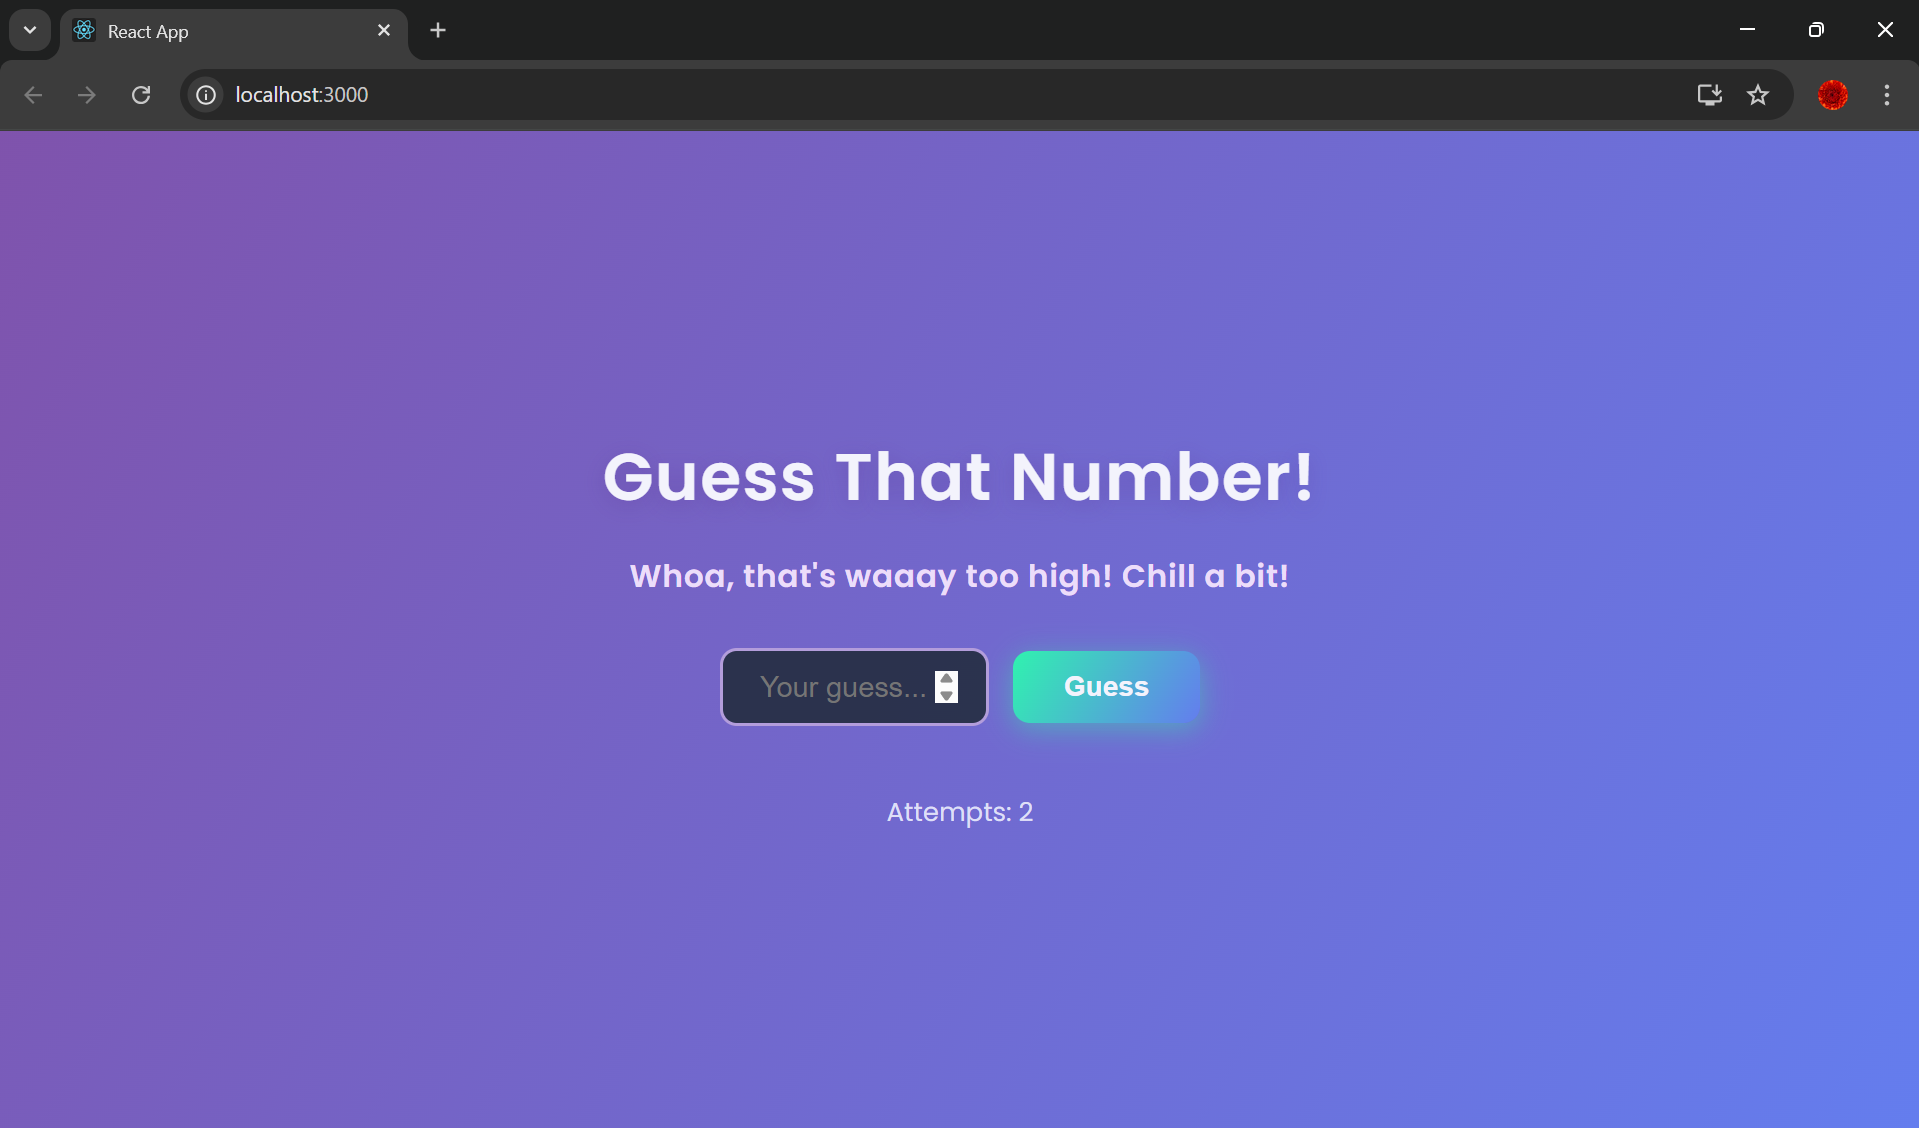 React App
localhost:3000
Guess That Number!
Whoa, that's waaay too high! Chill a bit!
Your guess... Guess
Attempts: 2